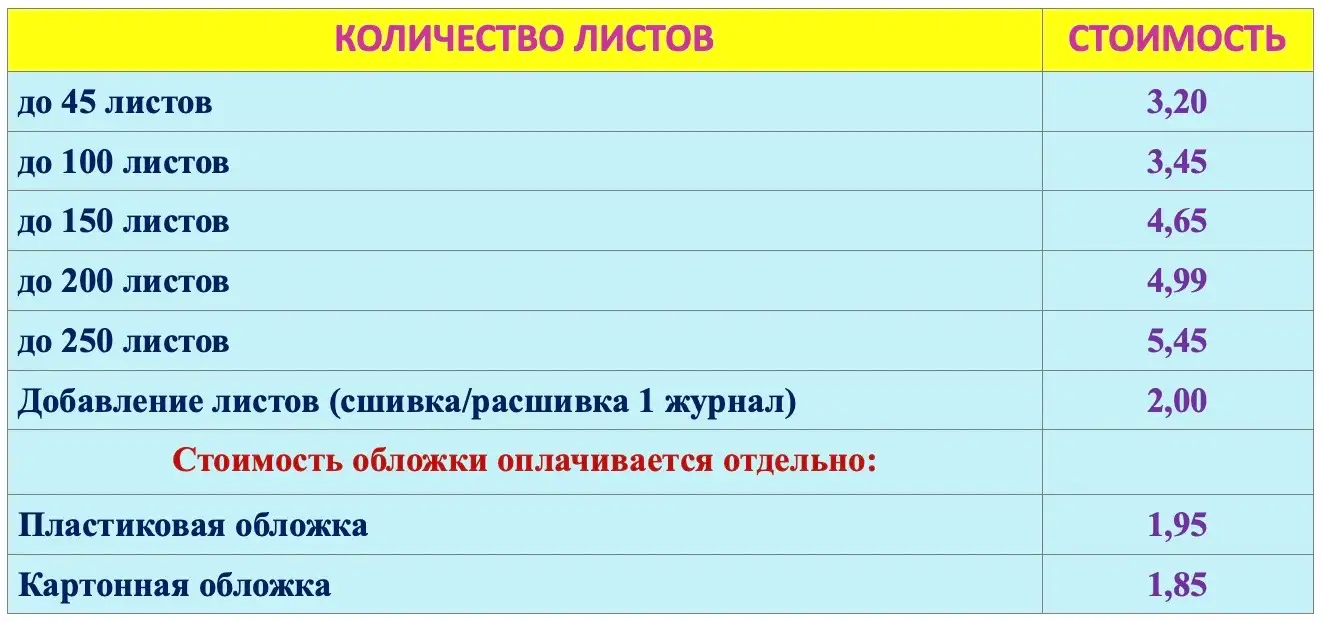 КОЛИЧЕСТВО ЛИСТОВ СТОИМОСТЬ
до 45 листов 3,20
до 100 листов 3,45
до 150 листов 4,65
до 200 листов 4,99
до 250 листов 5,45
Добавление листов (сшивка/расшивка 1 журнал) 2,00
Стоимость обложки оплачивается отдельно:
Пластиковая обложка 1,95
Картонная обложка 1,85